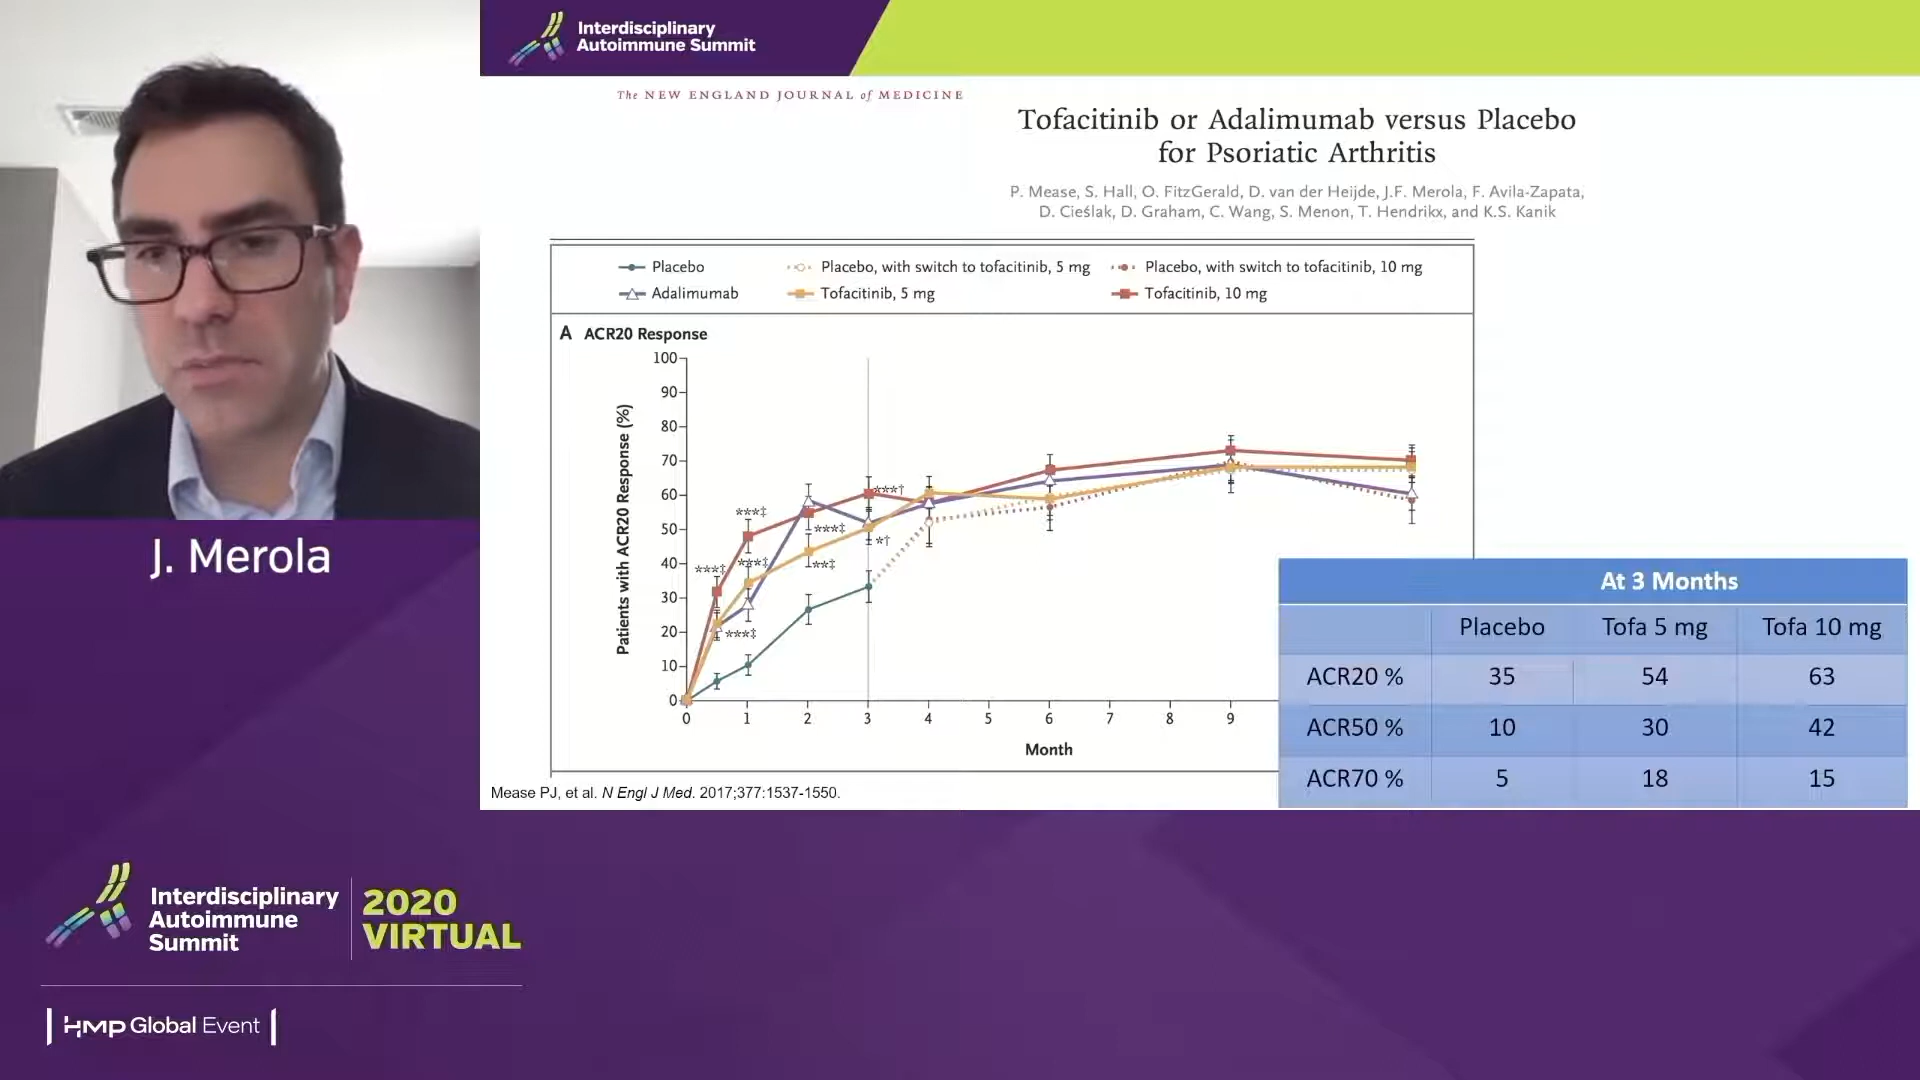 Interdisciplinary
Autoimmune Summit
The NEW ENGLAND JOURNAL of MEDICINE
Tofacitinib or Adalimumab versus Placebo
for Psoriatic Arthritis
P. Mease, S. Hall, O. FitzGerald, D. van der Heijde, J.F. Merola, F. Avila-Zapata,
D. Cieślak, D. Graham, C. Wang, S. Menon, T. Hendrikx, and K.S. Kanik
Placebo
Placebo, with switch to tofacitinib, 5 mg
Placebo, with switch to tofacitinib, 10 mg
Adalimumab
Tofacitinib, 5 mg
Tofacitinib, 10 mg
A ACR20 Response
Patients with ACR20 Response (%)
100
90
80
70
60
50
40
30
20
10
0
***‡
***‡
***‡
***‡
***‡
**‡
***†
*†
0 1 2 3 4 5 6 7 8 9
Month
At 3 Months
Placebo Tofa 5 mg Tofa 10 mg
ACR20 % 35 54 63
ACR50 % 10 30 42
ACR70 % 5 18 15
Mease PJ, et al. N Engl J Med. 2017;377:1537-1550.
J. Merola
Interdisciplinary
Autoimmune
Summit
2020
VIRTUAL
HMP Global Event